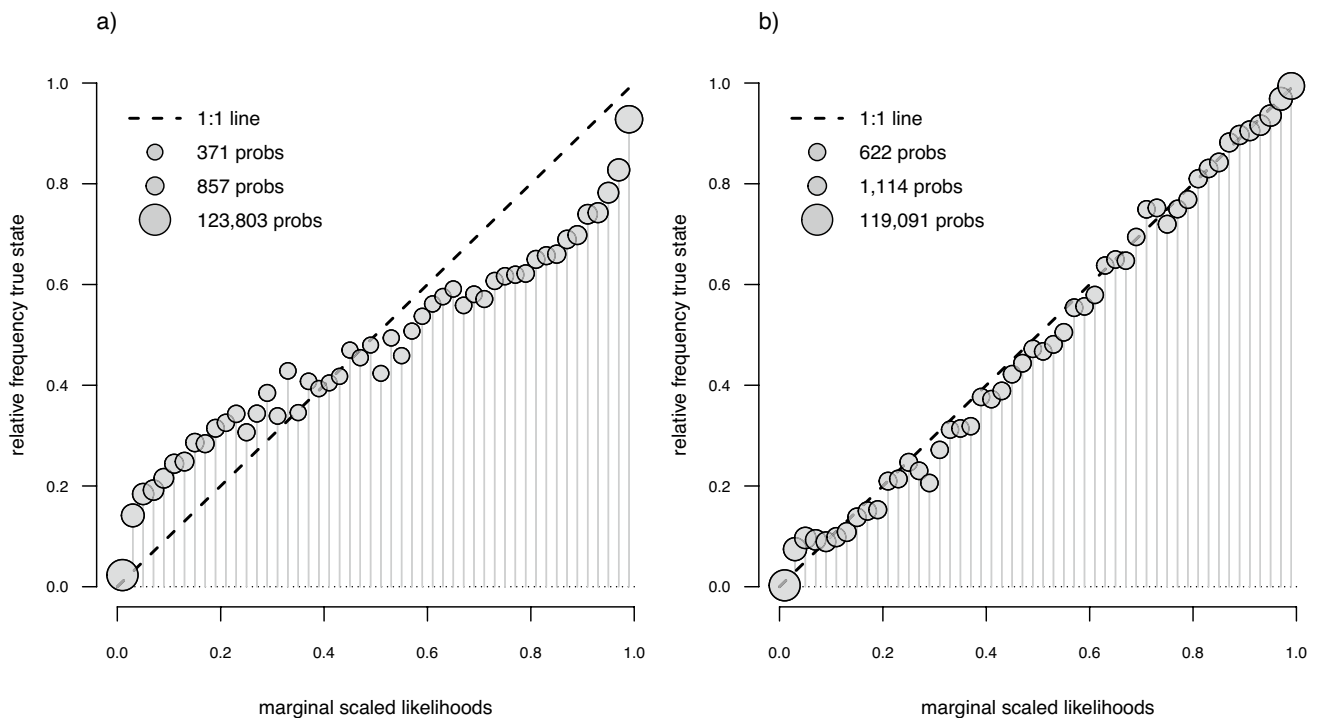 a)
relative frequency true state
1.0
0.8
0.6
0.4
0.2
0.0
1:1 line
371 probs
857 probs
123,803 probs
0.0 0.2 0.4 0.6 0.8 1.0
marginal scaled likelihoods
b)
relative frequency true state
1.0
0.8
0.6
0.4
0.2
0.0
1:1 line
622 probs
1,114 probs
119,091 probs
0.0 0.2 0.4 0.6 0.8 1.0
marginal scaled likelihoods